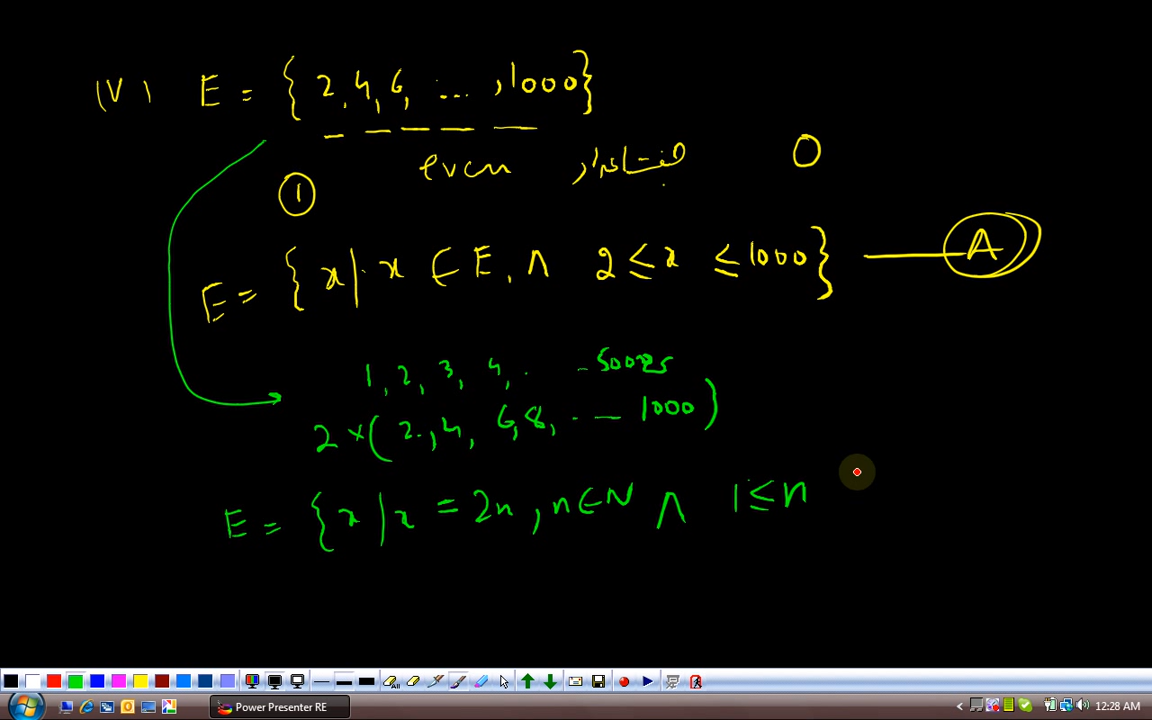 (V) E = { 2, 4, 6, ... , 1000}
even
0
1
E = { x | x ∈ E, ∧ 2 ≤ x ≤ 1000} — A
1, 2, 3, 4, . . . 500
2 × ( 2, 4, 6, 8, . . . 1000 )
E = { x | x = 2n , n ∈ N ∧ 1 ≤ n
Power Presenter RE
12:28 AM